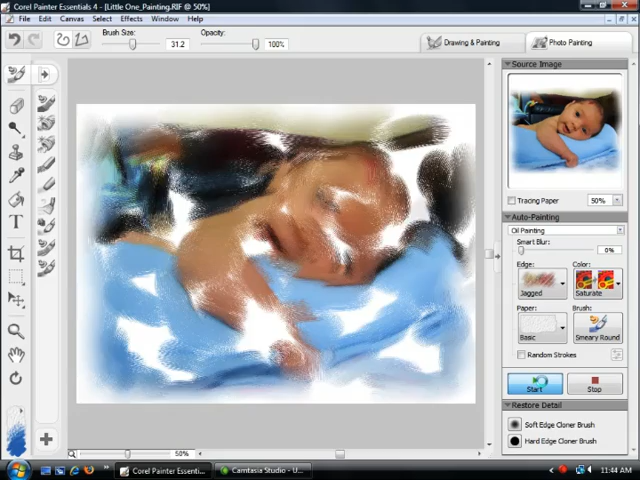 Corel Painter Essentials 4 - [Little One_Painting.RIF @ 50%]
File Edit Canvas Select Effects Window Help
Brush Size: 31.2 Opacity: 100%
Drawing & Painting Photo Painting
Source Image
Tracing Paper 50%
Auto-Painting
Oil Painting
Smart Blur: 0%
Edge: Color:
Jagged Saturate
Paper: Brush:
Basic Smeary Round
Random Strokes
Start Stop
Restore Detail
Soft Edge Cloner Brush
Hard Edge Cloner Brush
T
50%
Corel Painter Essenti... Camtasia Studio - U... 11:44 AM